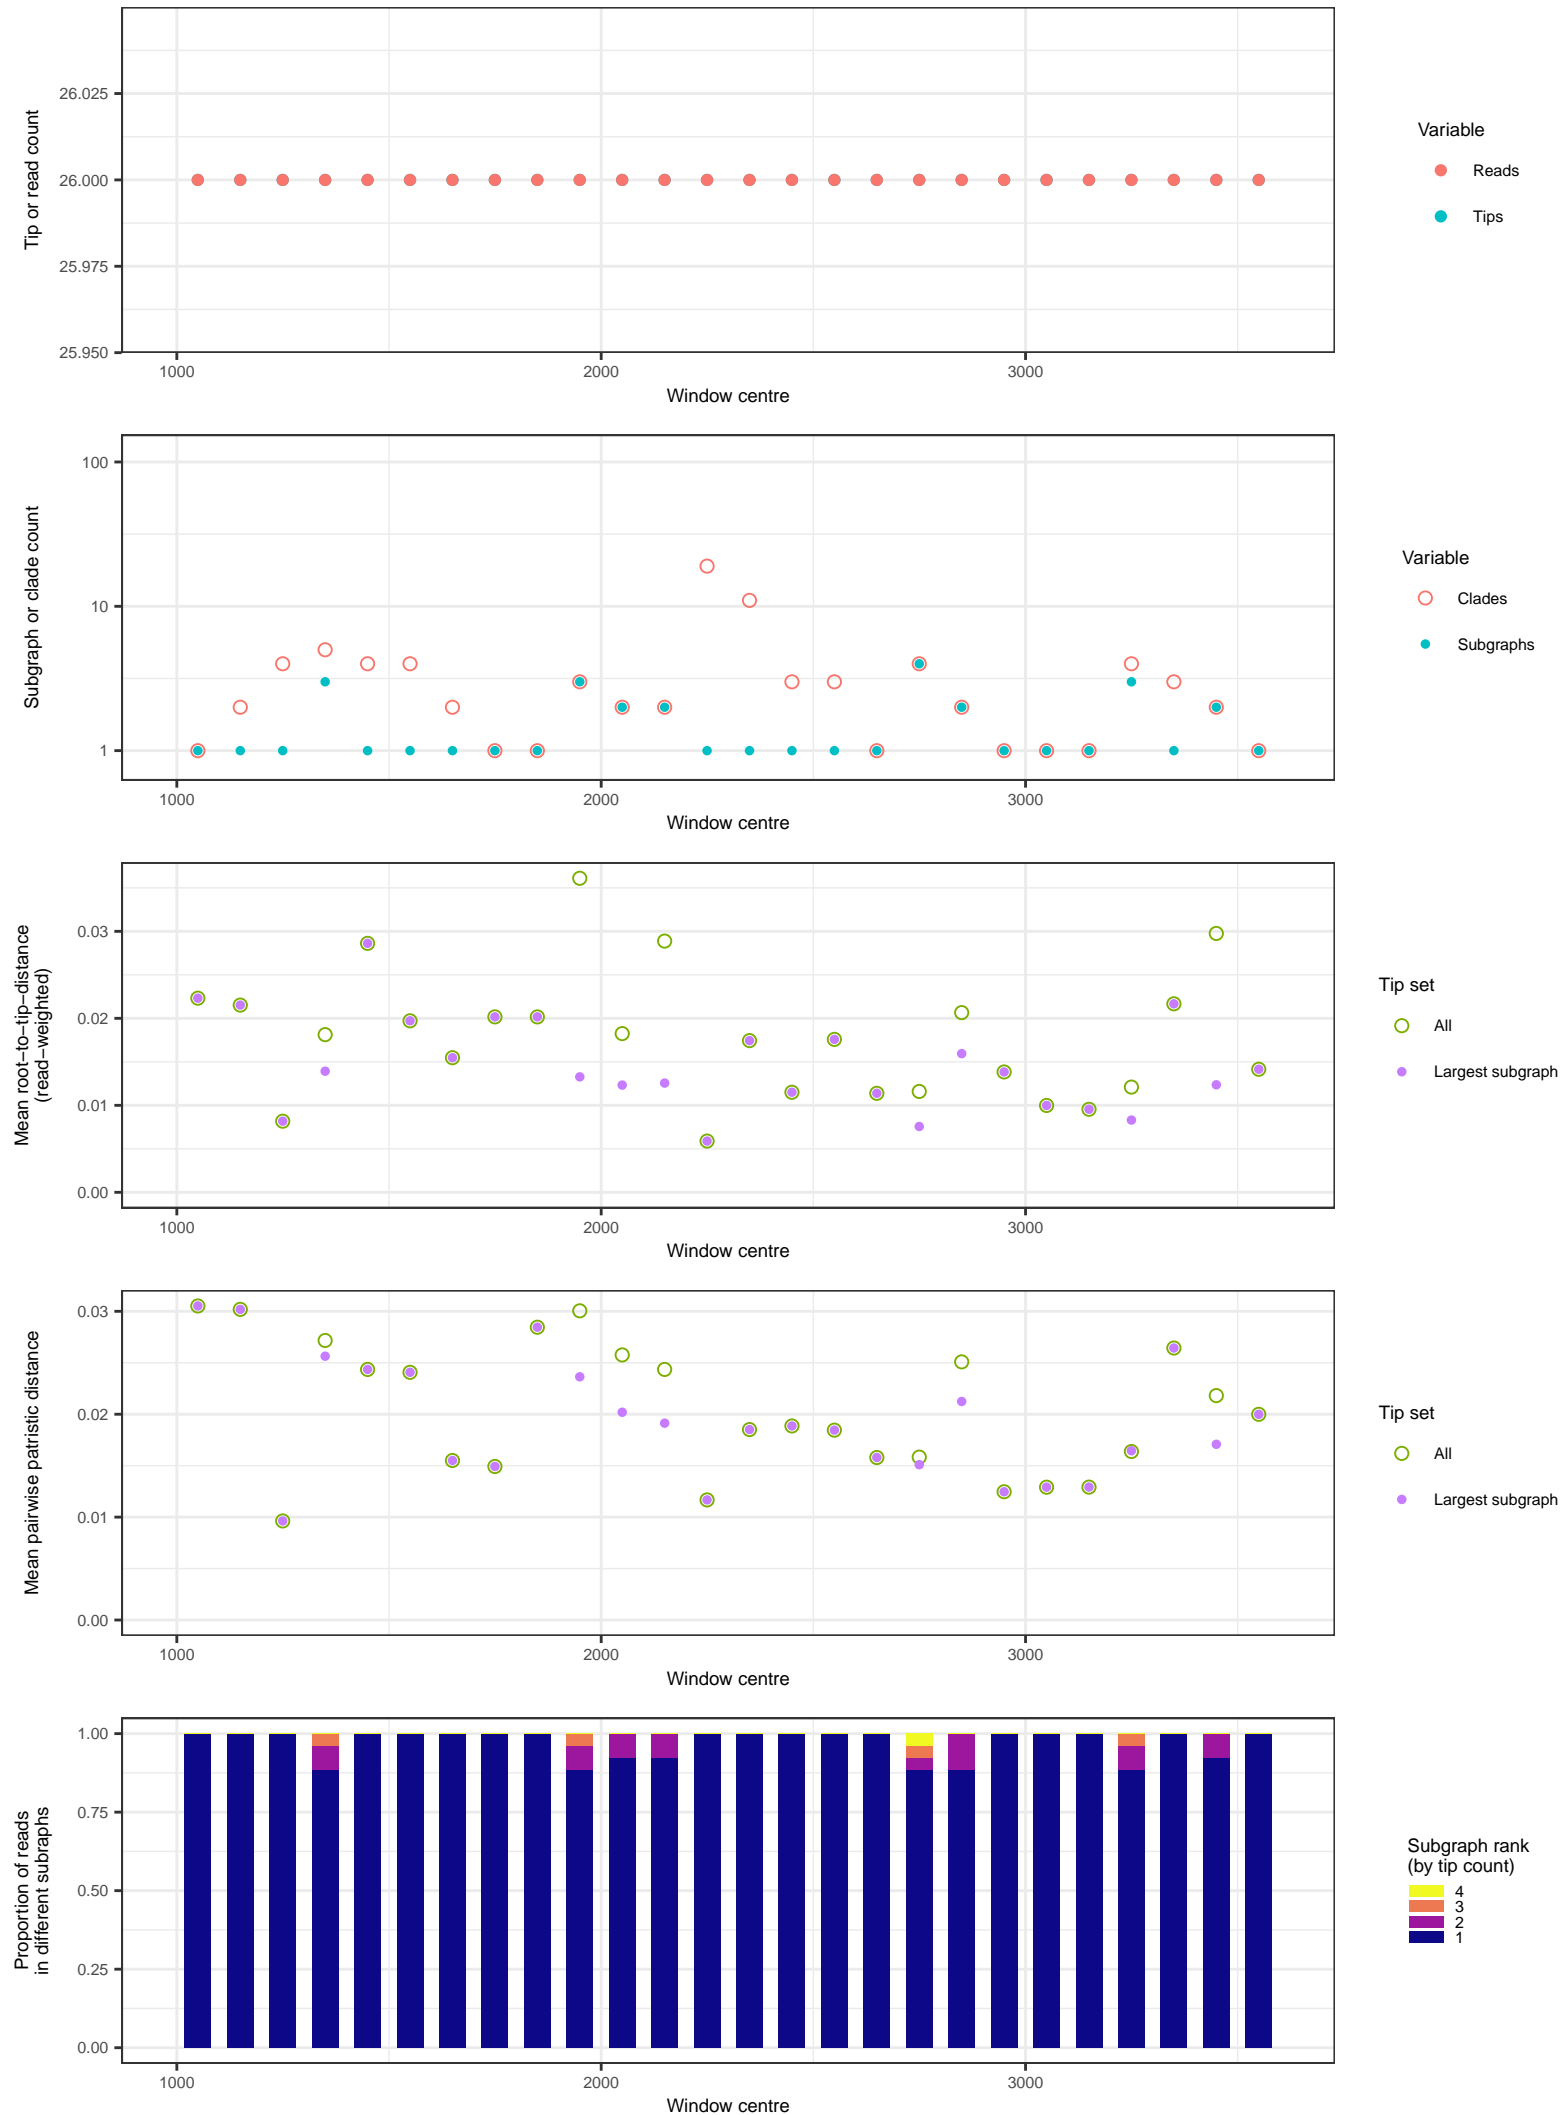 26.025
26.000
25.975
25.950
Tip or read count
1000 2000 3000
Window centre
Variable
Reads
Tips
100
10
1
Subgraph or clade count
1000 2000 3000
Window centre
Variable
Clades
Subgraphs
0.03
0.02
0.01
0.00
Mean root−to−tip−distance
(read−weighted)
1000 2000 3000
Window centre
Tip set
All
Largest subgraph
0.03
0.02
0.01
0.00
Mean pairwise patristic distance
1000 2000 3000
Window centre
Tip set
All
Largest subgraph
1.00
0.75
0.50
0.25
0.00
Proportion of reads
in different subraphs
1000 2000 3000
Window centre
Subgraph rank
(by tip count)
4
3
2
1